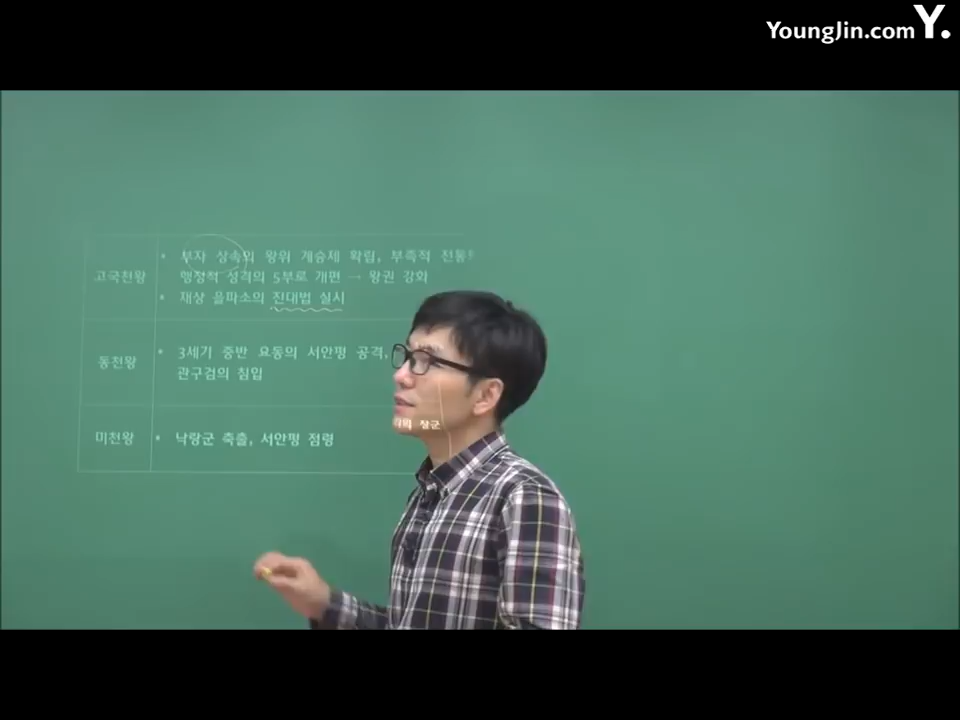 YoungJin.com Y.
고국천왕
• 부자 상속의 왕위 계승제 확립, 부족적 전통의
행정적 성격의 5부로 개편 → 왕권 강화
• 재상 을파소의 진대법 실시
동천왕
• 3세기 중반 요동의 서안평 공격,
관구검의 침입
미천왕
• 낙랑군 축출, 서안평 점령